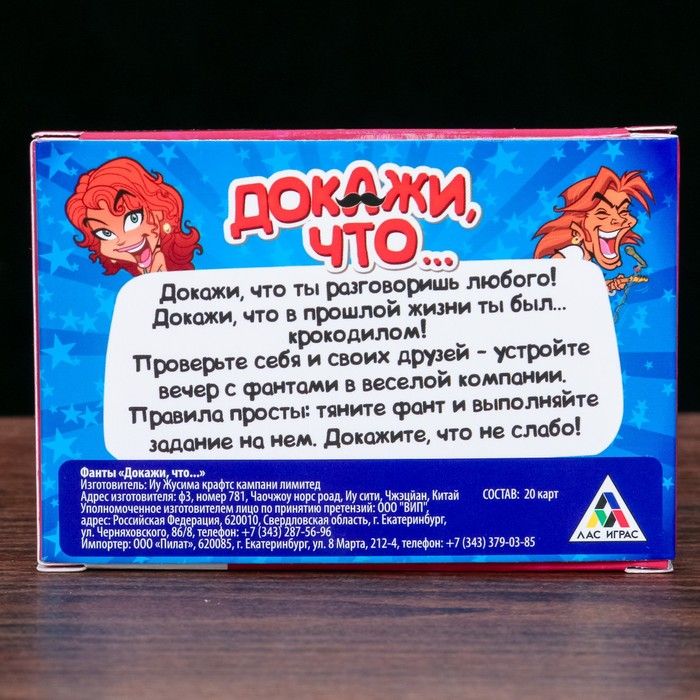 ДОКАЖИ,
ЧТО...
Докажи, что ты разговоришь любого!
Докажи, что в прошлой жизни ты был...
крокодилом!
Проверьте себя и своих друзей - устройте
вечер с фантами в веселой компании.
Правила просты: тяните фант и выполняйте
задание на нем. Докажите, что не слабо!
Фанты «Докажи, что...»
Изготовитель: Иу Жусима крафтс кампани лимитед
Адрес изготовителя: ф3, номер 781, Чаочжоу норс роад, Иу сити, Чжэцйан, Китай
Уполномоченное изготовителем лицо по принятию претензий: ООО "ВИП",
адрес: Российская Федерация, 620010, Свердловская область, г. Екатеринбург,
ул. Черняховского, 86/8, телефон: +7 (343) 287-56-96
Импортер: ООО «Пилат», 620085, г. Екатеринбург, ул. 8 Марта, 212-4, телефон: +7 (343) 379-03-85
СОСТАВ: 20 карт
ЛАС ИГРАС